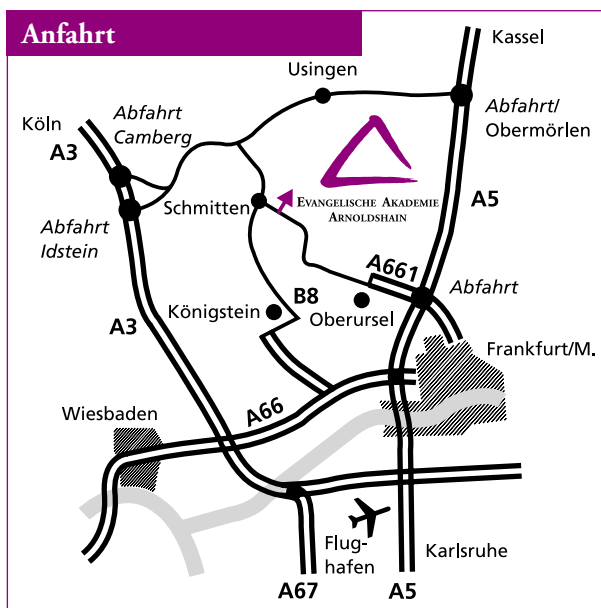 Anfahrt
Kassel
Usingen
Abfahrt
Camberg
Köln
A3
Abfahrt/
Obermörlen
Schmitten
EVANGELISCHE AKADEMIE
ARNOLDSHAIN
A5
Abfahrt
Idstein
A661
Abfahrt
B8
Königstein
Oberursel
A3
Frankfurt/M.
A66
Wiesbaden
Flug-
hafen
Karlsruhe
A67
A5